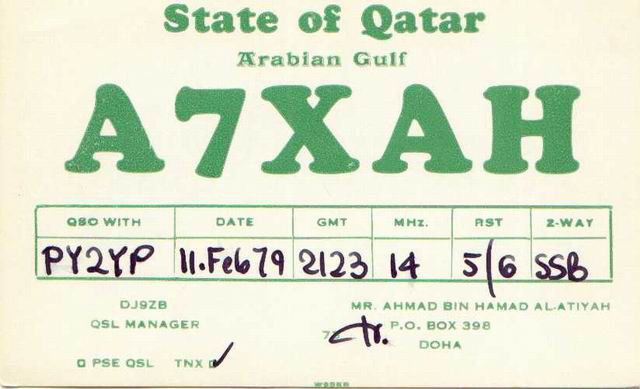 State of Qatar
Arabian Gulf
A7XAH
QSO WITH DATE GMT MHz. RST 2-WAY
PY2YP 11.Feb79 2123 14 5/6 SSB
DJ9ZB
QSL MANAGER
MR. AHMAD BIN HAMAD AL-ATIYAH
P.O. BOX 398
DOHA
PSE QSL TNX